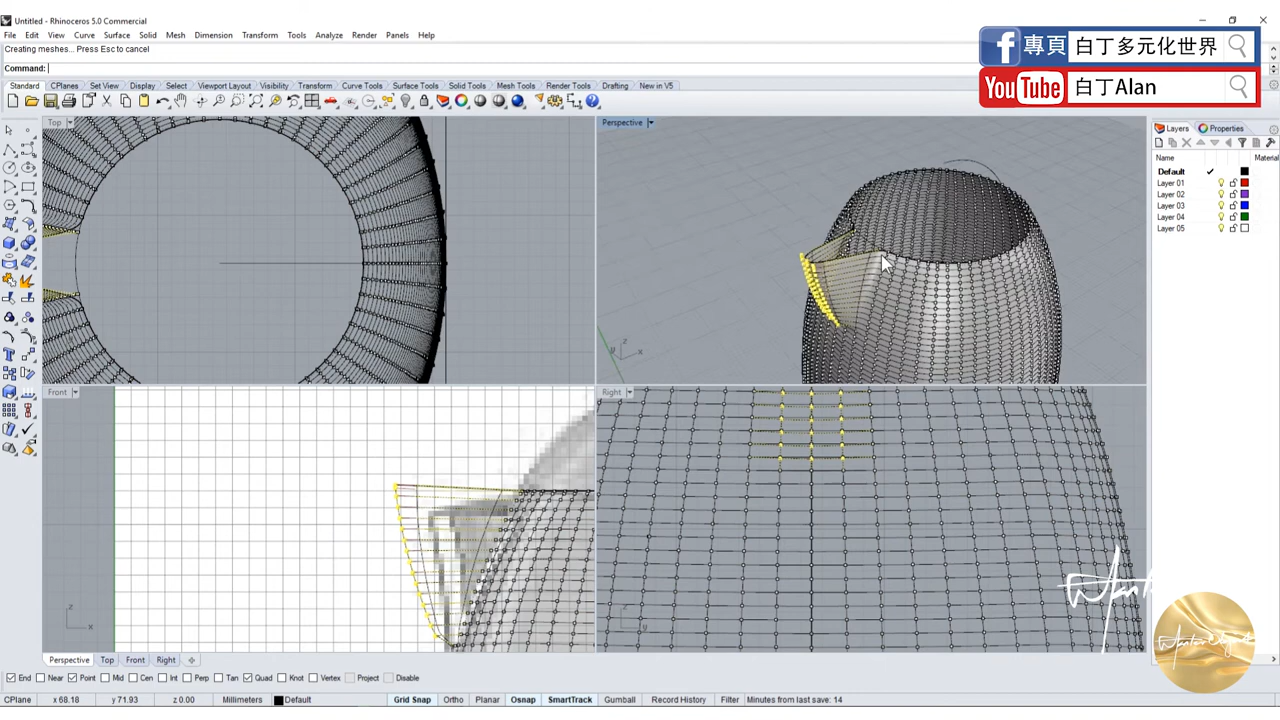 Untitled - Rhinoceros 5.0 Commercial
File Edit View Curve Surface Solid Mesh Dimension Transform Tools Analyze Render Panels Help
Creating meshes... Press Esc to cancel
Command:
專頁 白丁多元化世界
YouTube 白丁Alan
Standard CPlanes Set View Display Select Viewport Layout Visibility Transform Curve Tools Surface Tools Solid Tools Mesh Tools Render Tools Drafting New in V5
Top
Perspective
Layers Properties
Name Material
Default
Layer 01
Layer 02
Layer 03
Layer 04
Layer 05
z
y x
Front
Right
z
x
z
y
Perspective Top Front Right
End Near Point Mid Cen Int Perp Tan Quad Knot Vertex Project Disable
CPlane x 68.18 y 71.93 z 0.00 Millimeters Default Grid Snap Ortho Planar Osnap SmartTrack Gumball Record History Filter Minutes from last save: 14